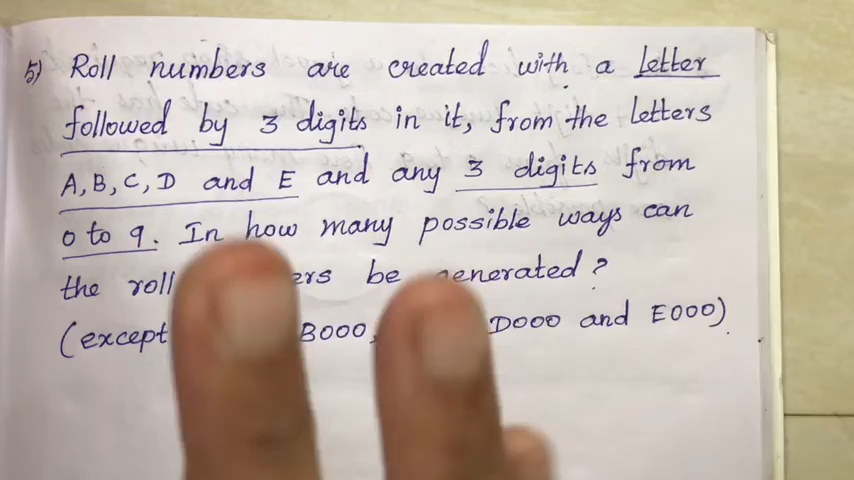 5) Roll numbers are created with a letter
followed by 3 digits in it, from the letters
A, B, C, D and E and any 3 digits from
0 to 9. In how many possible ways can
the roll be generated?
(except B000, D000 and E000)